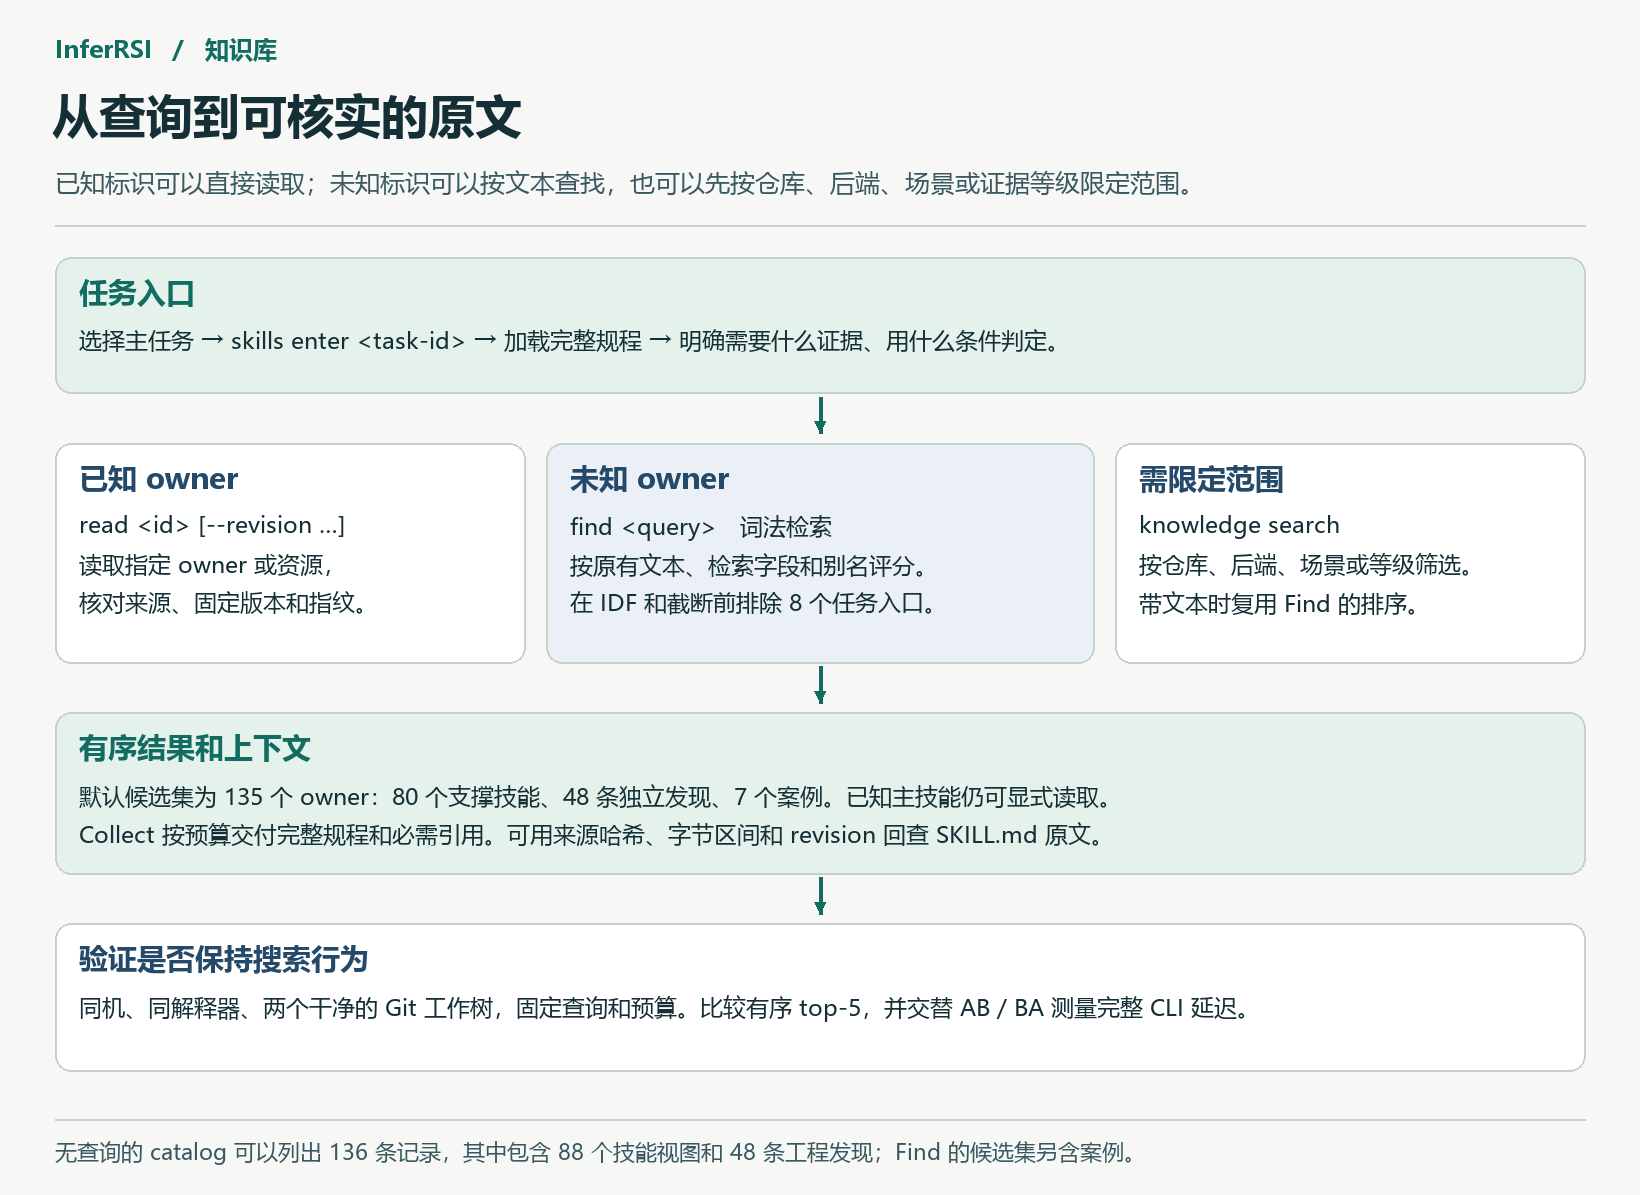 InferRSI / 知识库
从查询到可核实的原文
已知标识可以直接读取；未知标识可以按文本查找，也可以先按仓库、后端、场景或证据等级限定范围。
任务入口
选择主任务 → skills enter <task-id> → 加载完整规程 → 明确需要什么证据、用什么条件判定。
已知 owner
read <id> [--revision ...]
读取指定 owner 或资源，
核对来源、固定版本和指纹。
未知 owner
find <query> 词法检索
按原有文本、检索字段和别名评分。
在 IDF 和截断前排除 8 个任务入口。
需限定范围
knowledge search
按仓库、后端、场景或等级筛选。
带文本时复用 Find 的排序。
有序结果和上下文
默认候选集为 135 个 owner：80 个支撑技能、48 条独立发现、7 个案例。已知主技能仍可显式读取。
Collect 按预算交付完整规程和必需引用。可用来源哈希、字节区间和 revision 回查 SKILL.md 原文。
验证是否保持搜索行为
同机、同解释器、两个干净的 Git 工作树，固定查询和预算。比较有序 top-5，并交替 AB / BA 测量完整 CLI 延迟。
无查询的 catalog 可以列出 136 条记录，其中包含 88 个技能视图和 48 条工程发现；Find 的候选集另含案例。